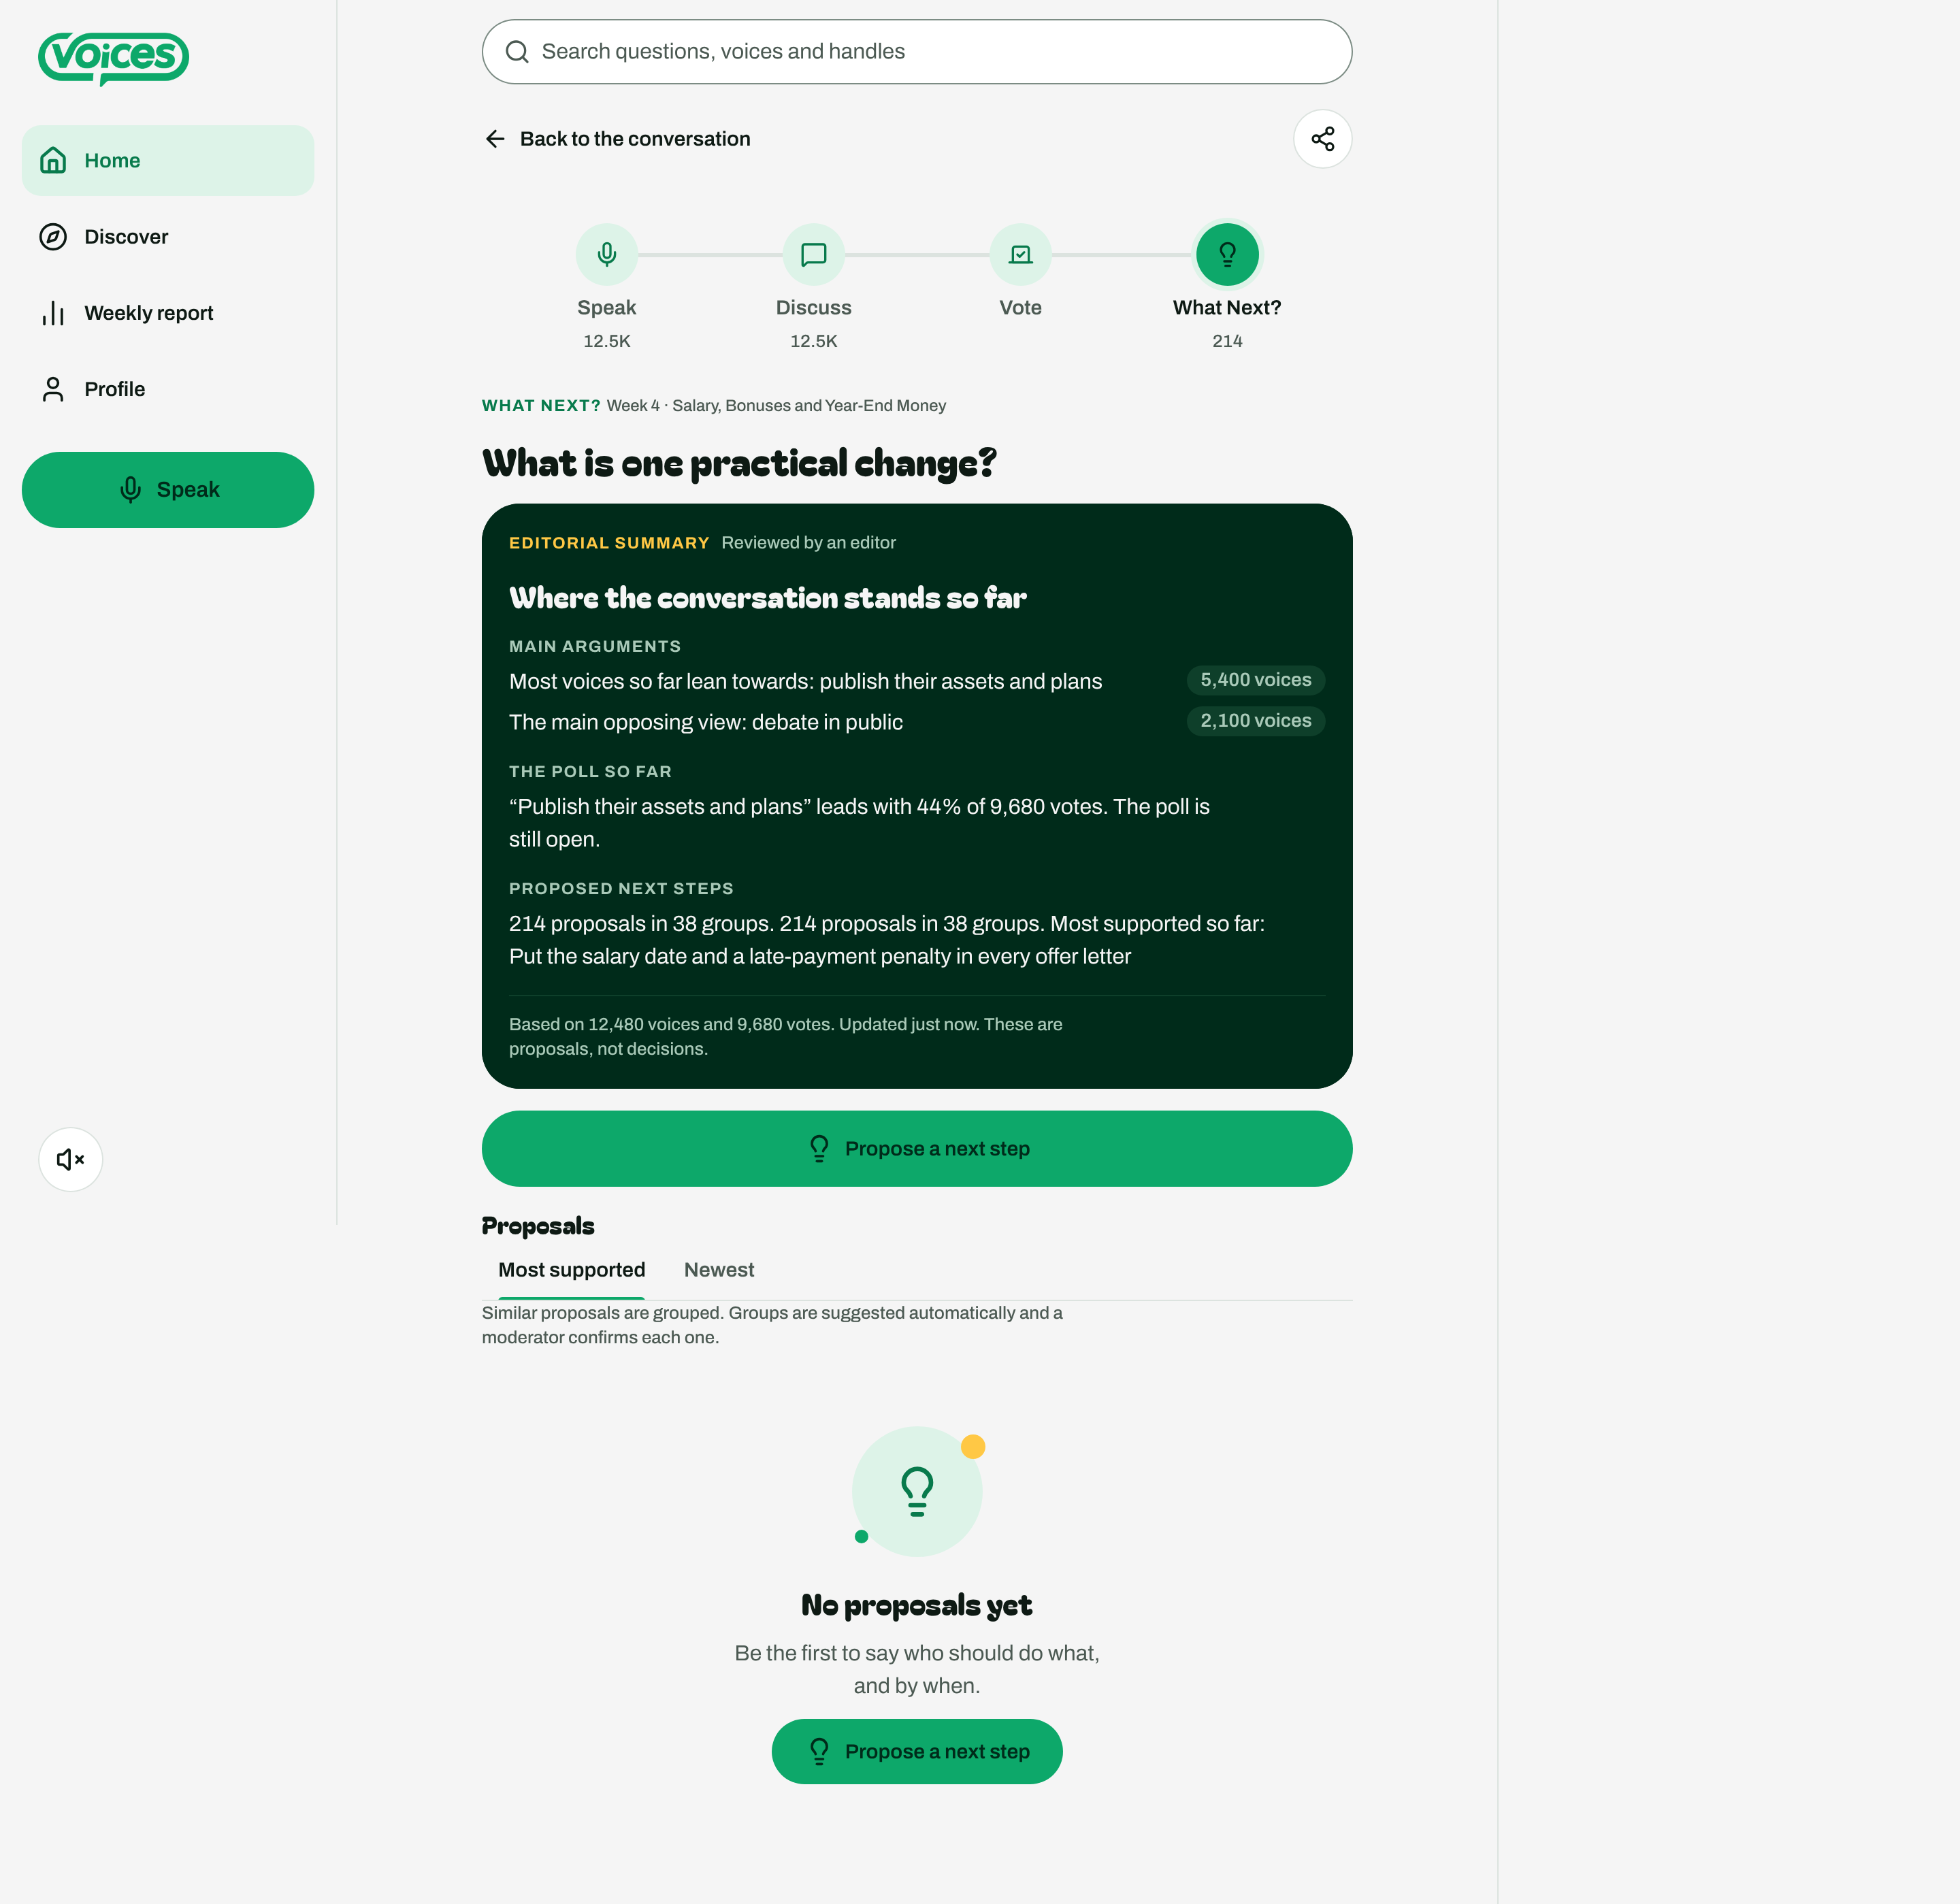 voices
Search questions, voices and handles
Back to the conversation
Home
Discover
Weekly report
Profile
Speak
Speak
12.5K
Discuss
12.5K
Vote
What Next?
214
WHAT NEXT? Week 4 · Salary, Bonuses and Year-End Money
What is one practical change?
EDITORIAL SUMMARY Reviewed by an editor
Where the conversation stands so far
MAIN ARGUMENTS
Most voices so far lean towards: publish their assets and plans 5,400 voices
The main opposing view: debate in public 2,100 voices
THE POLL SO FAR
“Publish their assets and plans” leads with 44% of 9,680 votes. The poll is
still open.
PROPOSED NEXT STEPS
214 proposals in 38 groups. 214 proposals in 38 groups. Most supported so far:
Put the salary date and a late-payment penalty in every offer letter
Based on 12,480 voices and 9,680 votes. Updated just now. These are
proposals, not decisions.
Propose a next step
Proposals
Most supported Newest
Similar proposals are grouped. Groups are suggested automatically and a
moderator confirms each one.
No proposals yet
Be the first to say who should do what,
and by when.
Propose a next step